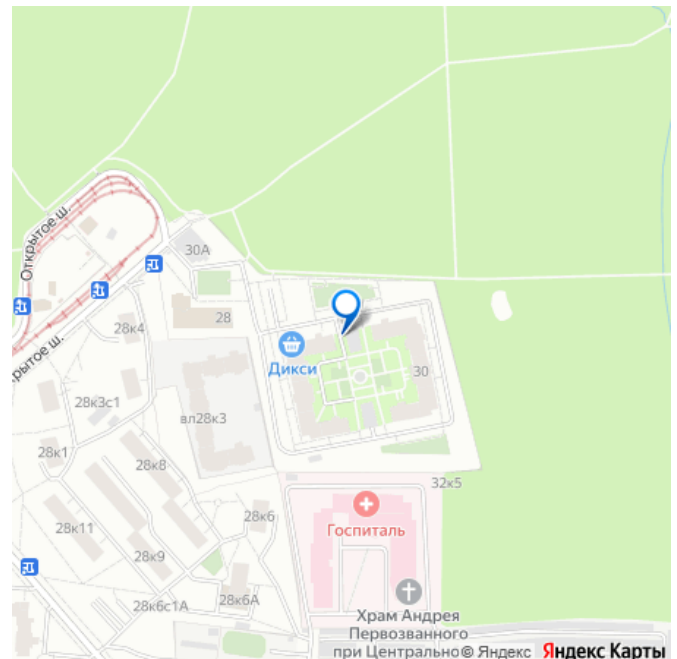 Открытое ш.
30А
28
28к4
крытое ш.
Дикси
30
28к3с1
вл28к3
28к1
28к8
32к5
28к11
28к6
Госпиталь
28к9
28к6с1А
28к6А
Храм Андрея
Первозванного
при Центрально
© Яндекс Яндекс Карты